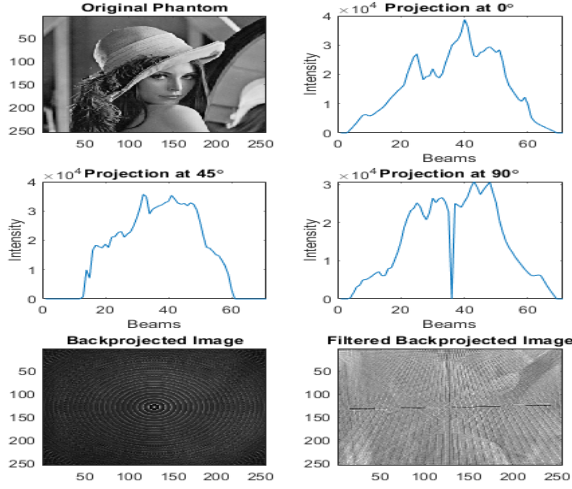 Original Phantom
50
100
150
200
250
50 100 150 200 250
×10⁴ Projection at 0°
4
3
2
1
0
Intensity
0 20 40 60
Beams
×10⁴ Projection at 45°
4
3
2
1
0
Intensity
0 20 40 60
Beams
×10⁴ Projection at 90°
3
2
1
0
Intensity
0 20 40 60
Beams
Backprojected Image
50
100
150
200
250
50 100 150 200 250
Filtered Backprojected Image
50
100
150
200
250
50 100 150 200 250